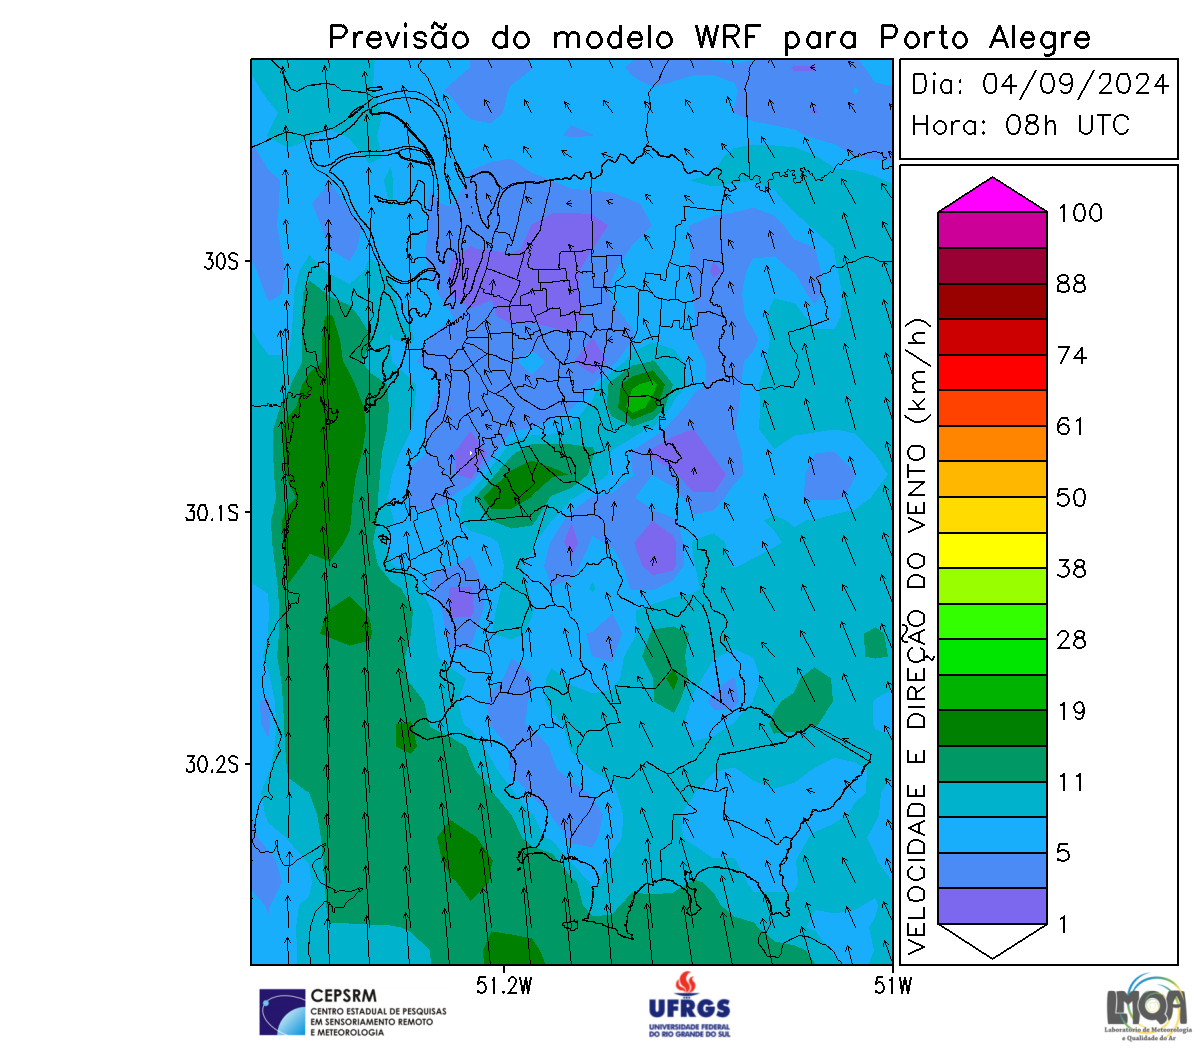 Previsão do modelo WRF para Porto Alegre
Dia: 04/09/2024
Hora: 08h UTC
30S
30.1S
30.2S
51.2W
51W
VELOCIDADE E DIREÇÃO DO VENTO (km/h)
100
88
74
61
50
38
28
19
11
5
1
CEPSRM
CENTRO ESTADUAL DE PESQUISAS
EM SENSORIAMENTO REMOTO
E METEOROLOGIA
UFRGS
UNIVERSIDADE FEDERAL
DO RIO GRANDE DO SUL
LMQA
Laboratório de Meteorologia
e Qualidade do Ar